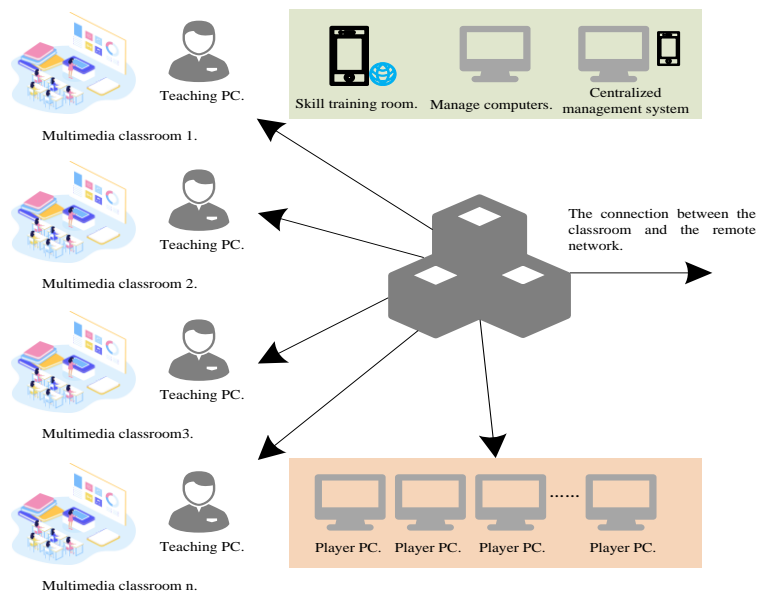 Teaching PC.
Multimedia classroom 1.
Skill training room.
Manage computers.
Centralized
management system
Teaching PC.
Multimedia classroom 2.
The connection between the
classroom and the remote
network.
Teaching PC.
Multimedia classroom3.
Teaching PC.
Multimedia classroom n.
......
Player PC.
Player PC.
Player PC.
Player PC.